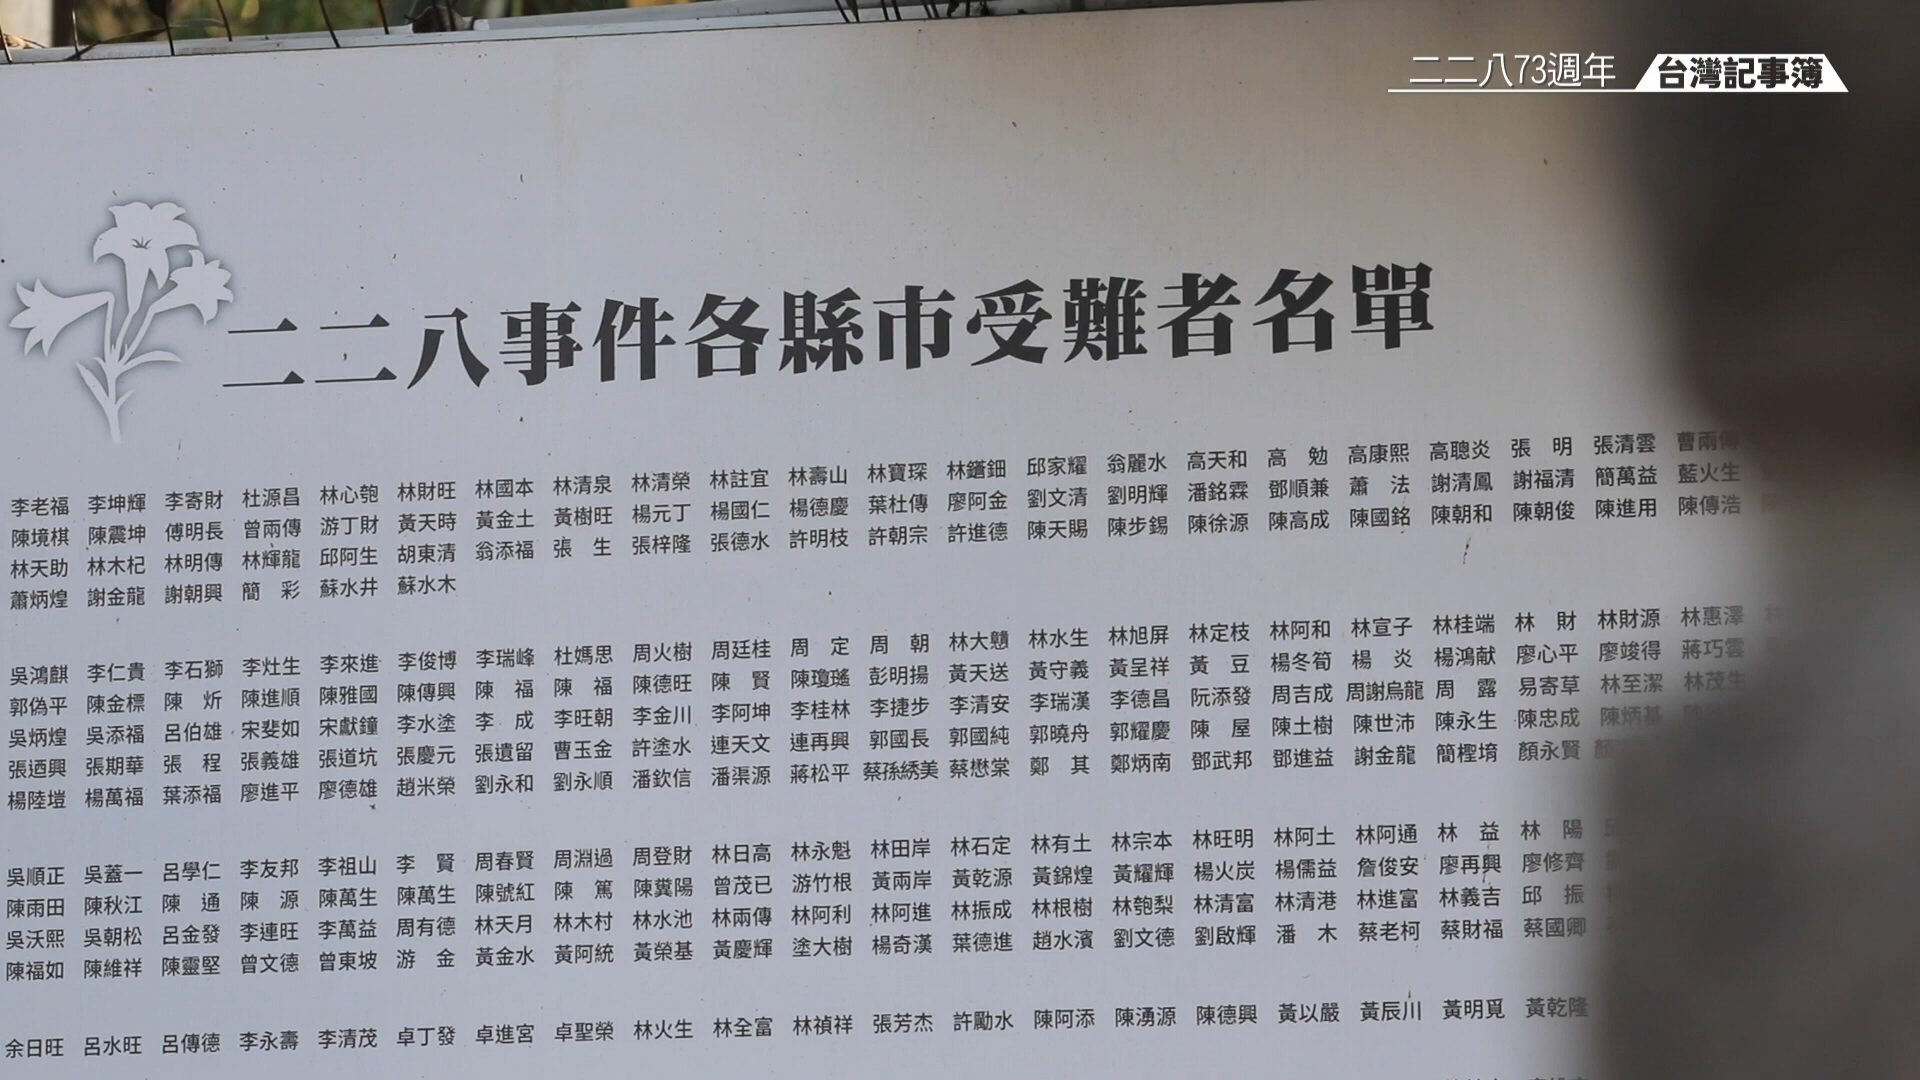 二二八73週年 台灣記事簿
二二八事件各縣市受難者名單
李老福 李坤輝 李寄財 杜源昌 林心匏 林財旺 林國本 林清泉 林清榮 林註宜 林壽山 林寶琛 林鐇鈿 邱家耀 翁麗水 高天和 高 勉 高康熙 高聰炎 張 明 張清雲 曹兩傳
陳境棋 陳震坤 傅明長 曾兩傳 游丁財 黃天時 黃金土 黃樹旺 楊元丁 楊國仁 楊德慶 葉杜傳 廖阿金 劉文清 劉明輝 潘銘霖 鄧順兼 蕭 法 謝清鳳 謝福清 簡萬益 藍火生
林天助 林木杞 林明傳 林輝龍 邱阿生 胡東清 翁添福 張 生 張梓隆 張德水 許明枝 許朝宗 許進德 陳天賜 陳步錫 陳徐源 陳高成 陳國銘 陳朝和 陳朝俊 陳進用 陳傳浩
蕭炳煌 謝金龍 謝朝興 簡 彩 蘇水井 蘇水木
吳鴻麒 李仁貴 李石獅 李灶生 李來進 李俊博 李瑞峰 杜媽思 周火樹 周廷桂 周 定 周 朝 林大戇 林水生 林旭屏 林定枝 林阿和 林宣子 林桂端 林 財 林財源 林惠澤
郭偽平 陳金標 陳 炘 陳進順 陳雅國 陳傳興 陳 福 陳 福 陳德旺 陳 賢 陳瓊瑤 彭明揚 黃天送 黃守義 黃呈祥 黃 豆 楊冬筍 楊 炎 楊鴻猷 廖心平 廖竣得 蔣巧雲
吳炳煌 吳添福 呂伯雄 宋斐如 宋獻鐘 李水塗 李 成 李旺朝 李金川 李阿坤 李桂林 李捷步 李清安 李瑞漢 李德昌 阮添發 周吉成 周謝烏龍 周 露 易寄草 林至潔 林茂生
張迺興 張期華 張 程 張義雄 張道坑 張慶元 張遺留 曹玉金 許塗水 連天文 連再興 郭國長 郭國純 郭曉舟 郭耀慶 陳 屋 陳土樹 陳世沛 陳永生 陳忠成 陳炳基
楊陸塏 楊萬福 葉添福 廖進平 廖德雄 趙米榮 劉永和 劉永順 潘欽信 潘渠源 蔣松平 蔡孫綉美 蔡懋棠 鄭 其 鄭炳南 鄧武邦 鄧進益 謝金龍 簡檉堉 顏永賢
吳順正 吳蓋一 呂學仁 李友邦 李祖山 李 賢 周春賢 周淵過 周登財 林日高 林永魁 林田岸 林石定 林有土 林宗本 林旺明 林阿土 林阿通 林 益 林 陽
陳雨田 陳秋江 陳 通 陳 源 陳萬生 陳萬生 陳號紅 陳 篤 陳糞陽 曾茂已 游竹根 黃兩岸 黃乾源 黃錦煌 黃耀輝 楊火炭 楊儒益 詹俊安 廖再興 廖修齊
吳沃熙 吳朝松 呂金發 李連旺 李萬益 周有德 林天月 林木村 林水池 林兩傳 林阿利 林阿進 林振成 林根樹 林匏梨 林清富 林清港 林進富 林義吉 邱 振
陳福如 陳維祥 陳靈堅 曾文德 曾東坡 游 金 黃金水 黃阿統 黃榮基 黃慶輝 塗大樹 楊奇漢 葉德進 趙水濱 劉文德 劉啟輝 潘 木 蔡老柯 蔡財福 蔡國卿
余日旺 呂水旺 呂傳德 李永壽 李清茂 卓丁發 卓進宮 卓聖榮 林火生 林全富 林禎祥 張芳杰 許勵水 陳阿添 陳湧源 陳德興 黃以嚴 黃辰川 黃明覓 黃乾隆